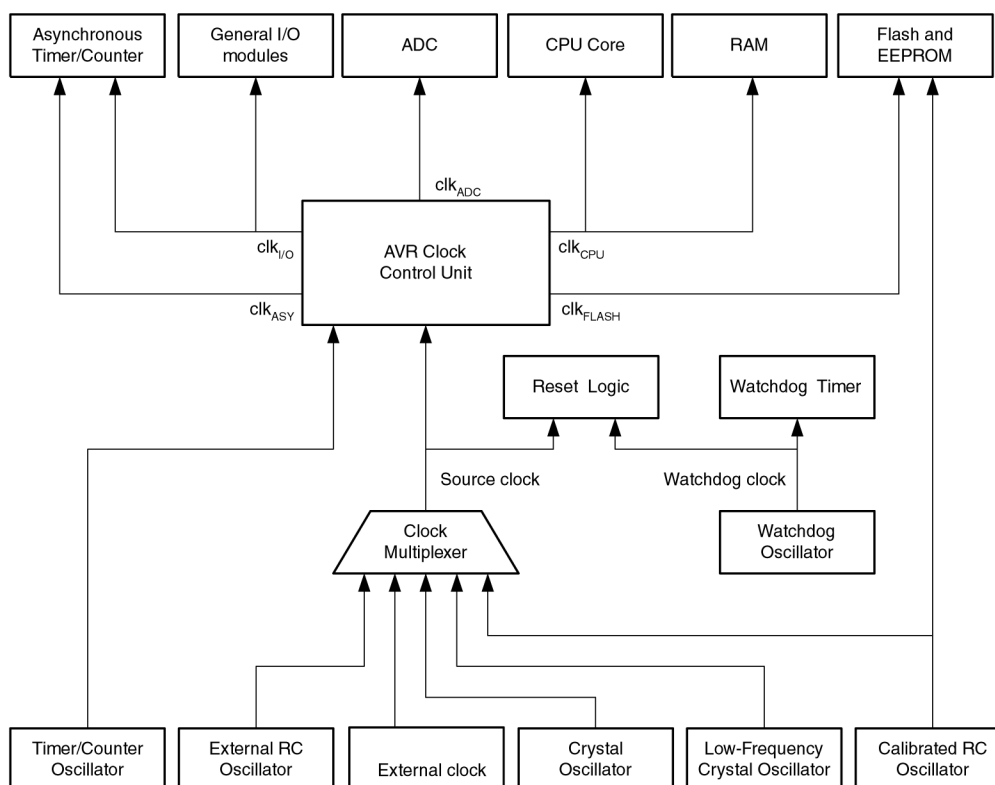 Asynchronous
Timer/Counter
General I/O
modules
ADC
CPU Core
RAM
Flash and
EEPROM
clkADC
clkI/O
AVR Clock
Control Unit
clkCPU
clkASY
clkFLASH
Reset Logic
Watchdog Timer
Source clock
Watchdog clock
Clock
Multiplexer
Watchdog
Oscillator
Timer/Counter
Oscillator
External RC
Oscillator
External clock
Crystal
Oscillator
Low-Frequency
Crystal Oscillator
Calibrated RC
Oscillator